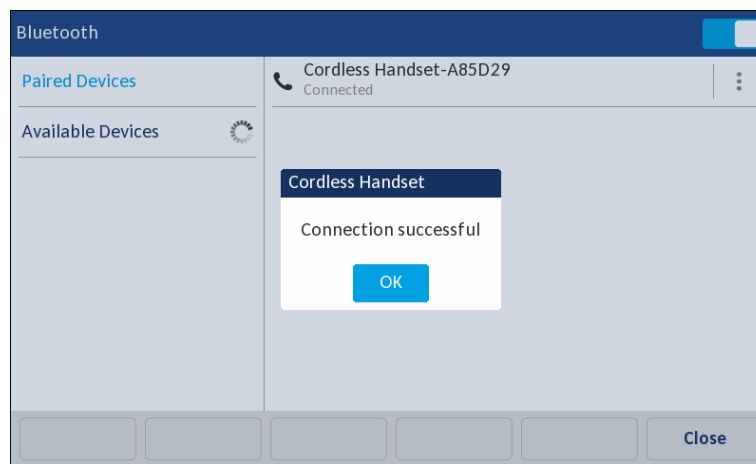 Bluetooth
Paired Devices
Available Devices
Cordless Handset-A85D29
Connected
Cordless Handset
Connection successful
OK
Close